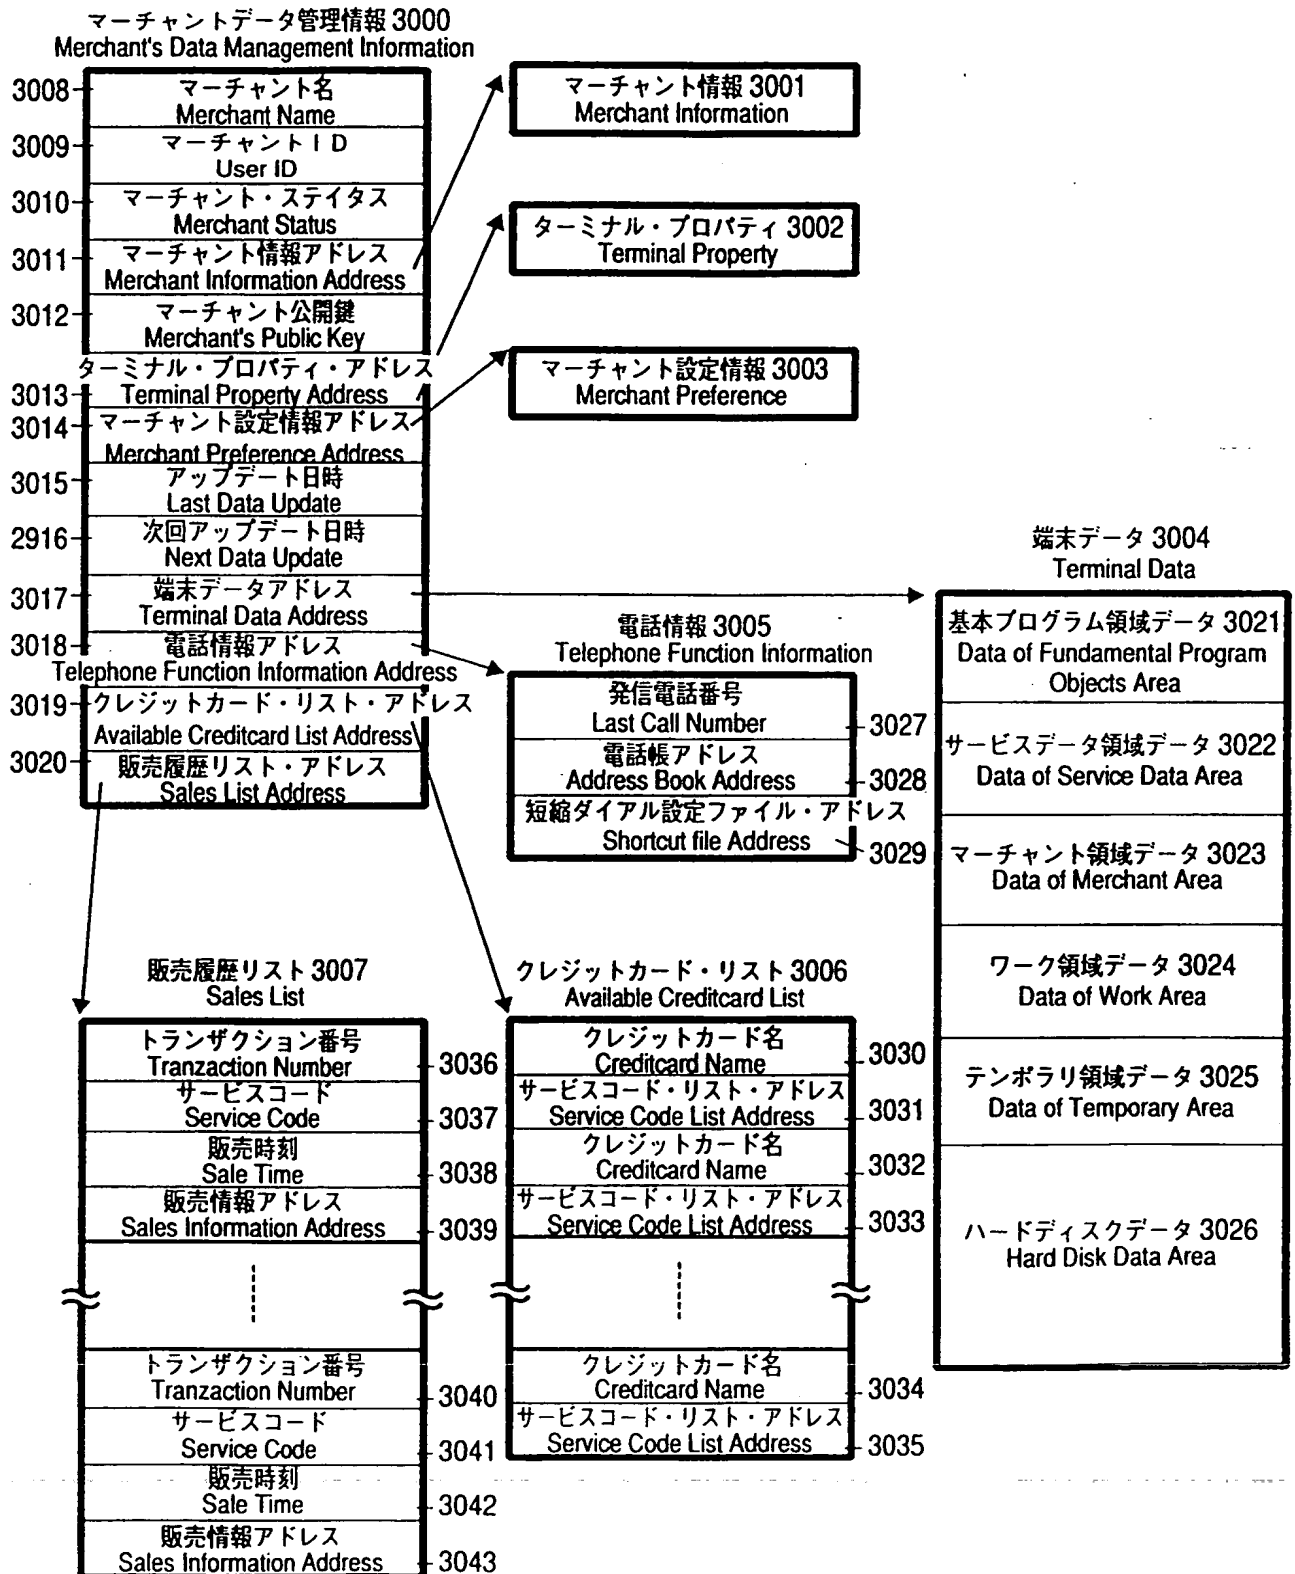 マーチャントデータ管理情報 3000
Merchant's Data Management Information
3008
マーチャント名
Merchant Name
3009
マーチャントID
User ID
3010
マーチャント・ステイタス
Merchant Status
3011
マーチャント情報アドレス
Merchant Information Address
3012
マーチャント公開鍵
Merchant's Public Key
ターミナル・プロパティ・アドレス
3013
Terminal Property Address
3014
マーチャント設定情報アドレス
Merchant Preference Address
3015
アップデート日時
Last Data Update
2916
次回アップデート日時
Next Data Update
3017
端末データアドレス
Terminal Data Address
3018
電話情報アドレス
Telephone Function Information Address
3019
クレジットカード・リスト・アドレス
Available Creditcard List Address
3020
販売履歴リスト・アドレス
Sales List Address
マーチャント情報 3001
Merchant Information
ターミナル・プロパティ 3002
Terminal Property
マーチャント設定情報 3003
Merchant Preference
端末データ 3004
Terminal Data
基本プログラム領域データ 3021
Data of Fundamental Program
Objects Area
サービスデータ領域データ 3022
Data of Service Data Area
マーチャント領域データ 3023
Data of Merchant Area
ワーク領域データ 3024
Data of Work Area
テンポラリ領域データ 3025
Data of Temporary Area
ハードディスクデータ 3026
Hard Disk Data Area
電話情報 3005
Telephone Function Information
発信電話番号
Last Call Number
3027
電話帳アドレス
Address Book Address
3028
短縮ダイアル設定ファイル・アドレス
Shortcut file Address
3029
販売履歴リスト 3007
Sales List
トランザクション番号
Tranzaction Number
3036
サービスコード
Service Code
3037
販売時刻
Sale Time
3038
販売情報アドレス
Sales Information Address
3039
トランザクション番号
Tranzaction Number
3040
サービスコード
Service Code
3041
販売時刻
Sale Time
3042
販売情報アドレス
Sales Information Address
3043
クレジットカード・リスト 3006
Available Creditcard List
クレジットカード名
Creditcard Name
3030
サービスコード・リスト・アドレス
Service Code List Address
3031
クレジットカード名
Creditcard Name
3032
サービスコード・リスト・アドレス
Service Code List Address
3033
クレジットカード名
Creditcard Name
3034
サービスコード・リスト・アドレス
Service Code List Address
3035